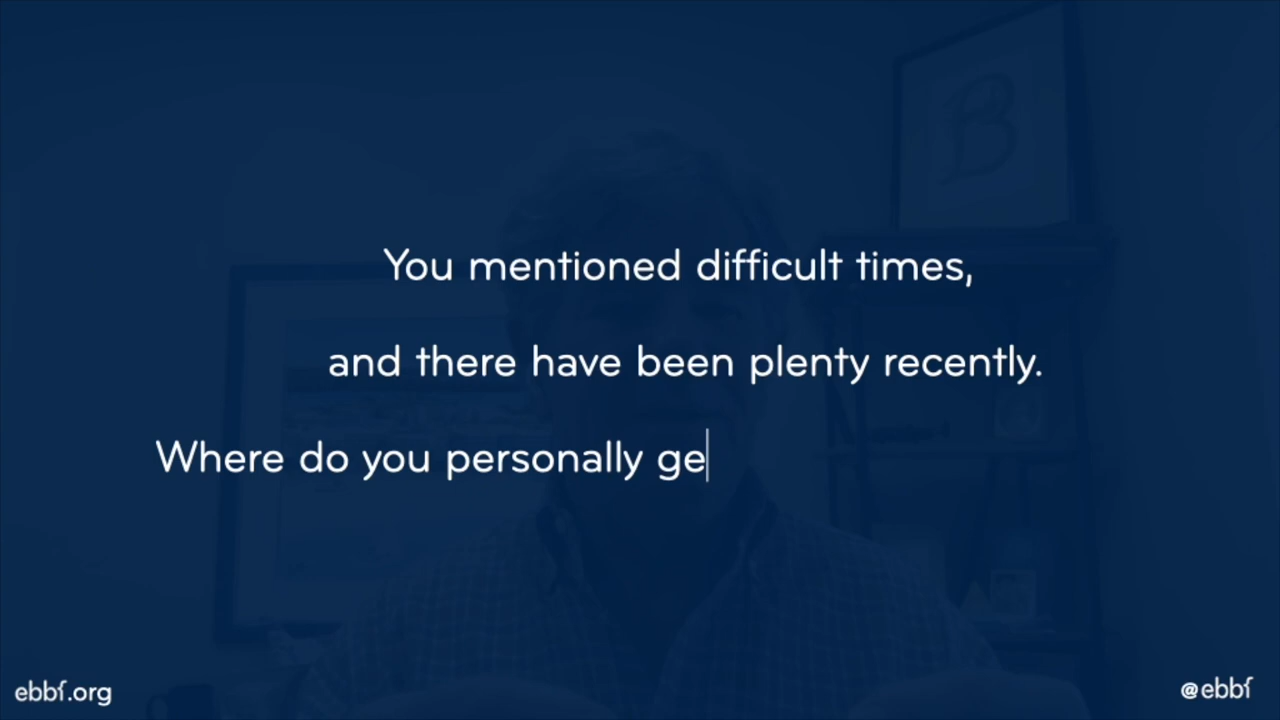 You mentioned difficult times,
and there have been plenty recently.
Where do you personally ge
ebbf.org
@ebbf
B